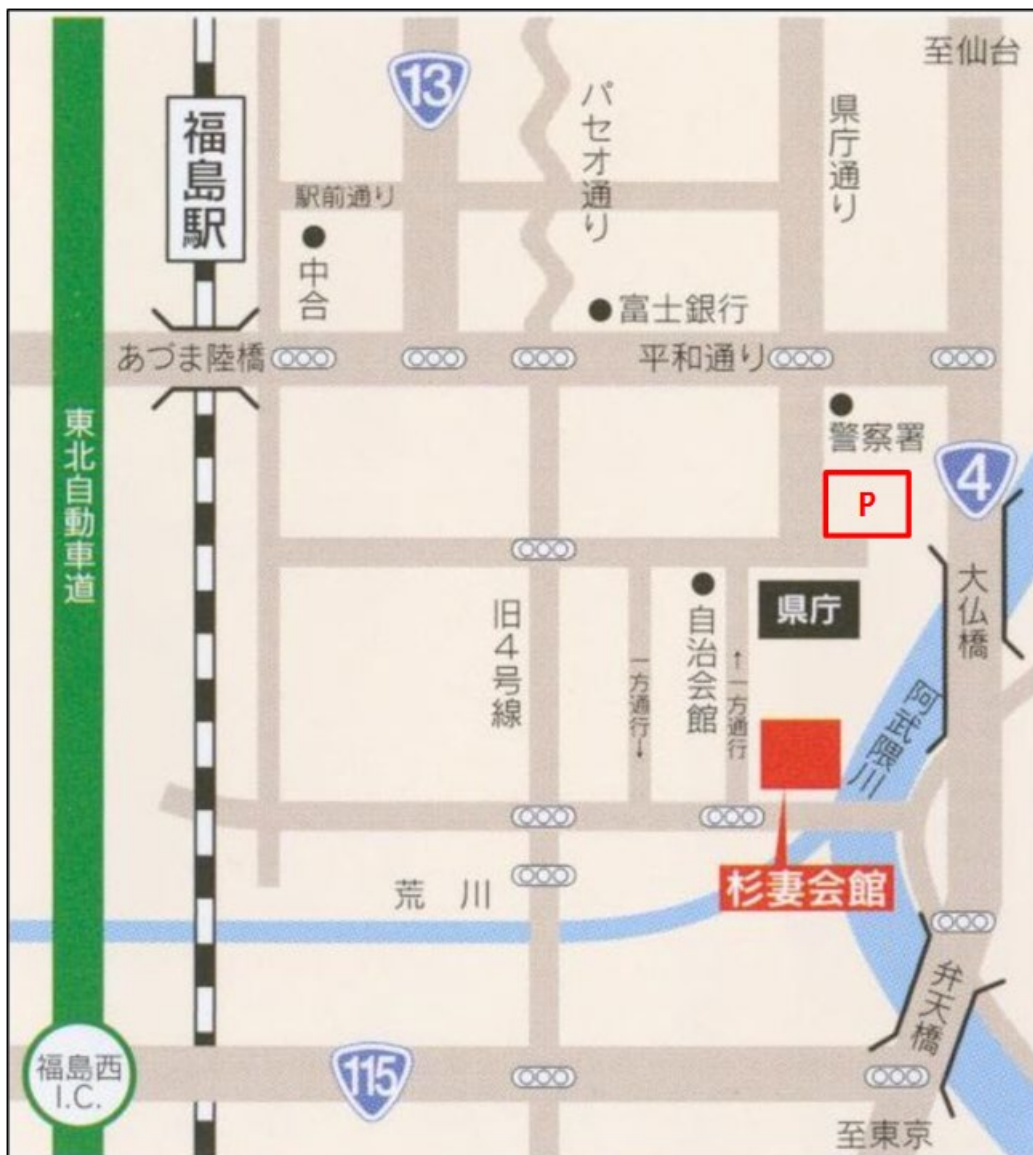 至仙台
13
福島駅
パセオ通り
県庁通り
駅前通り
中合
富士銀行
あづま陸橋
平和通り
東北自動車道
警察署
4
P
大仏橋
旧4号線
一方通行→
自治会館
←一方通行
県庁
阿武隈川
杉妻会館
荒川
弁天橋
福島西
I.C.
115
至東京